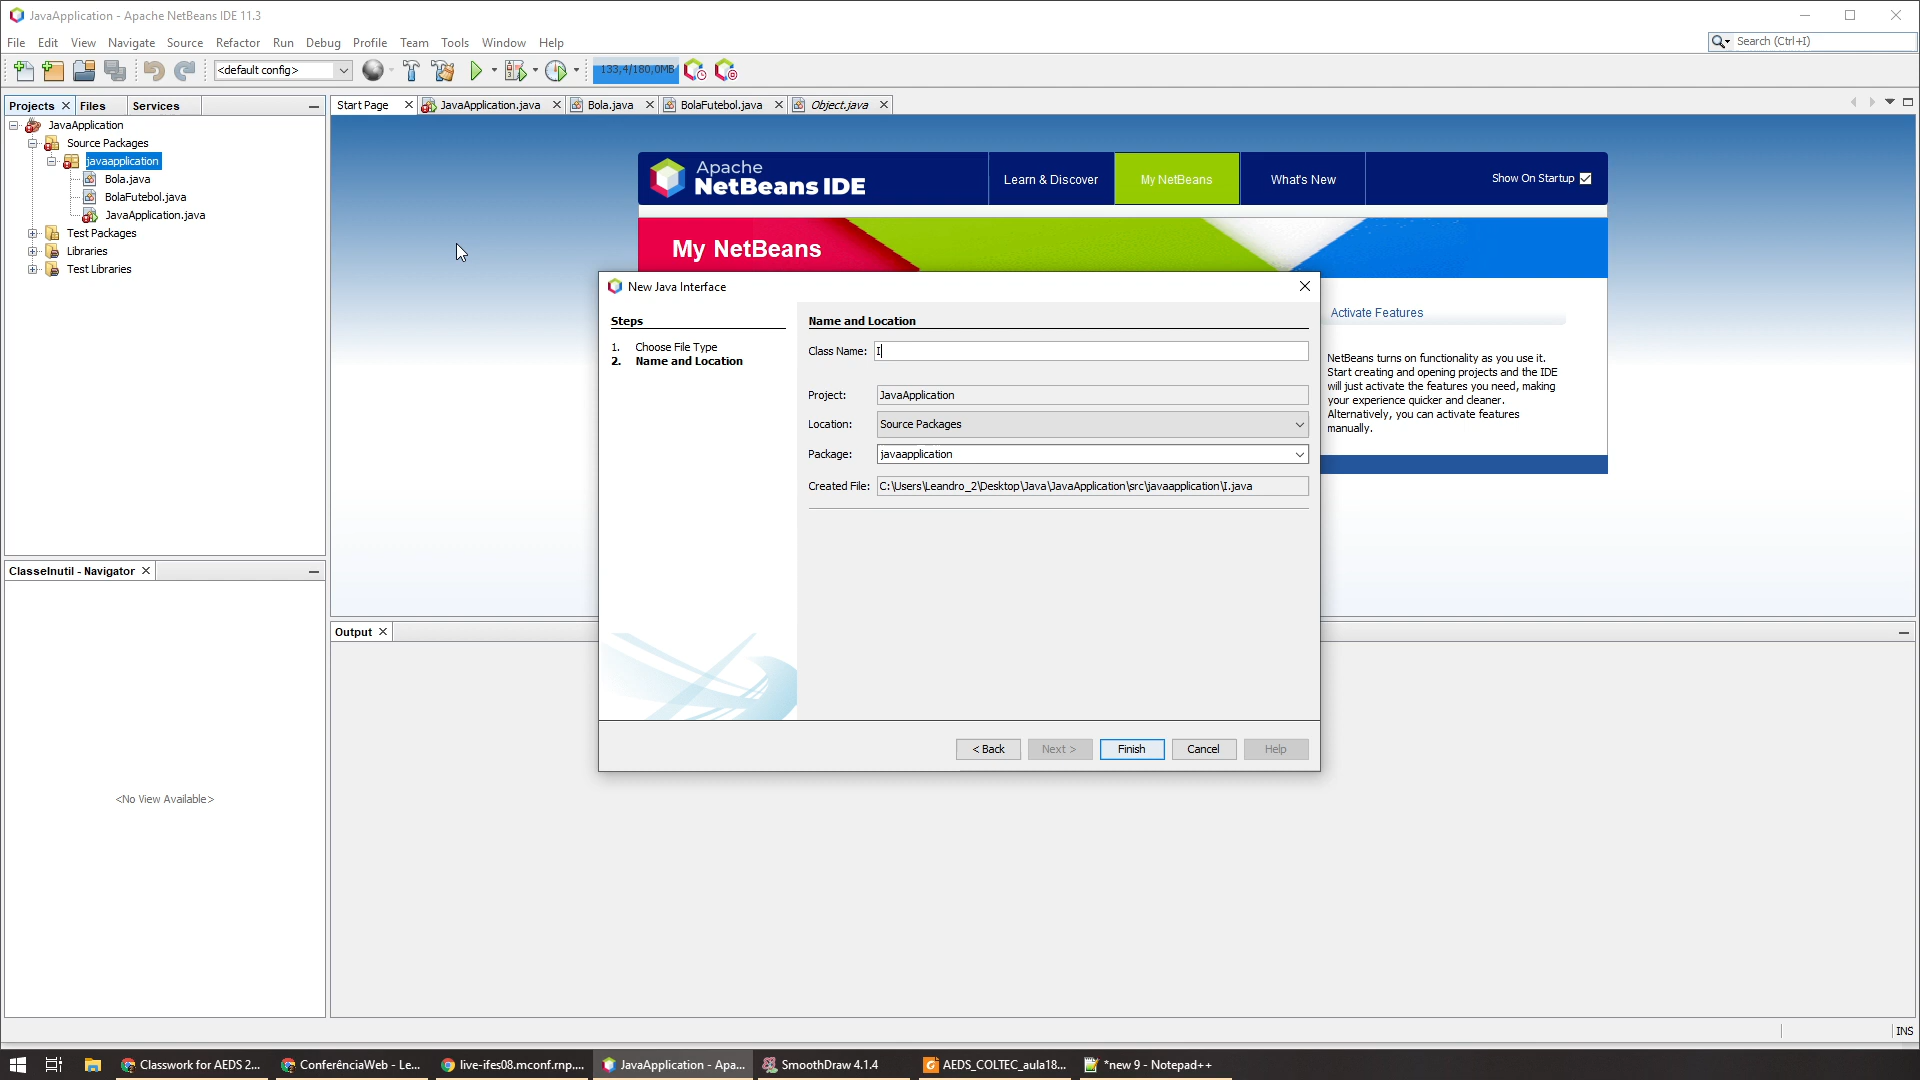 JavaApplication - Apache NetBeans IDE 11.3
File Edit View Navigate Source Refactor Run Debug Profile Team Tools Window Help
Search (Ctrl+I)
<default config>
133,4/180,0MB
Projects Files Services
Start Page JavaApplication.java Bola.java BolaFutebol.java Object.java
JavaApplication
Source Packages
javaapplication
Bola.java
BolaFutebol.java
JavaApplication.java
Test Packages
Libraries
Test Libraries
Apache
NetBeans IDE
Learn & Discover
My NetBeans
What's New
Show On Startup
My NetBeans
Activate Features
NetBeans turns on functionality as you use it.
Start creating and opening projects and the IDE
will just activate the features you need, making
your experience quicker and cleaner.
Alternatively, you can activate features
manually.
New Java Interface
Steps
1. Choose File Type
2. Name and Location
Name and Location
Class Name: I
Project: JavaApplication
Location: Source Packages
Package: javaapplication
Created File: C:\Users\Leandro_2\Desktop\Java\JavaApplication\src\javaapplication\I.java
< Back Next > Finish Cancel Help
ClasseInutil - Navigator
<No View Available>
Output
INS
Classwork for AEDS 2... ConferênciaWeb - Le... live-ifes08.mconf.rnp.... JavaApplication - Apa... SmoothDraw 4.1.4 AEDS_COLTEC_aula18... *new 9 - Notepad++